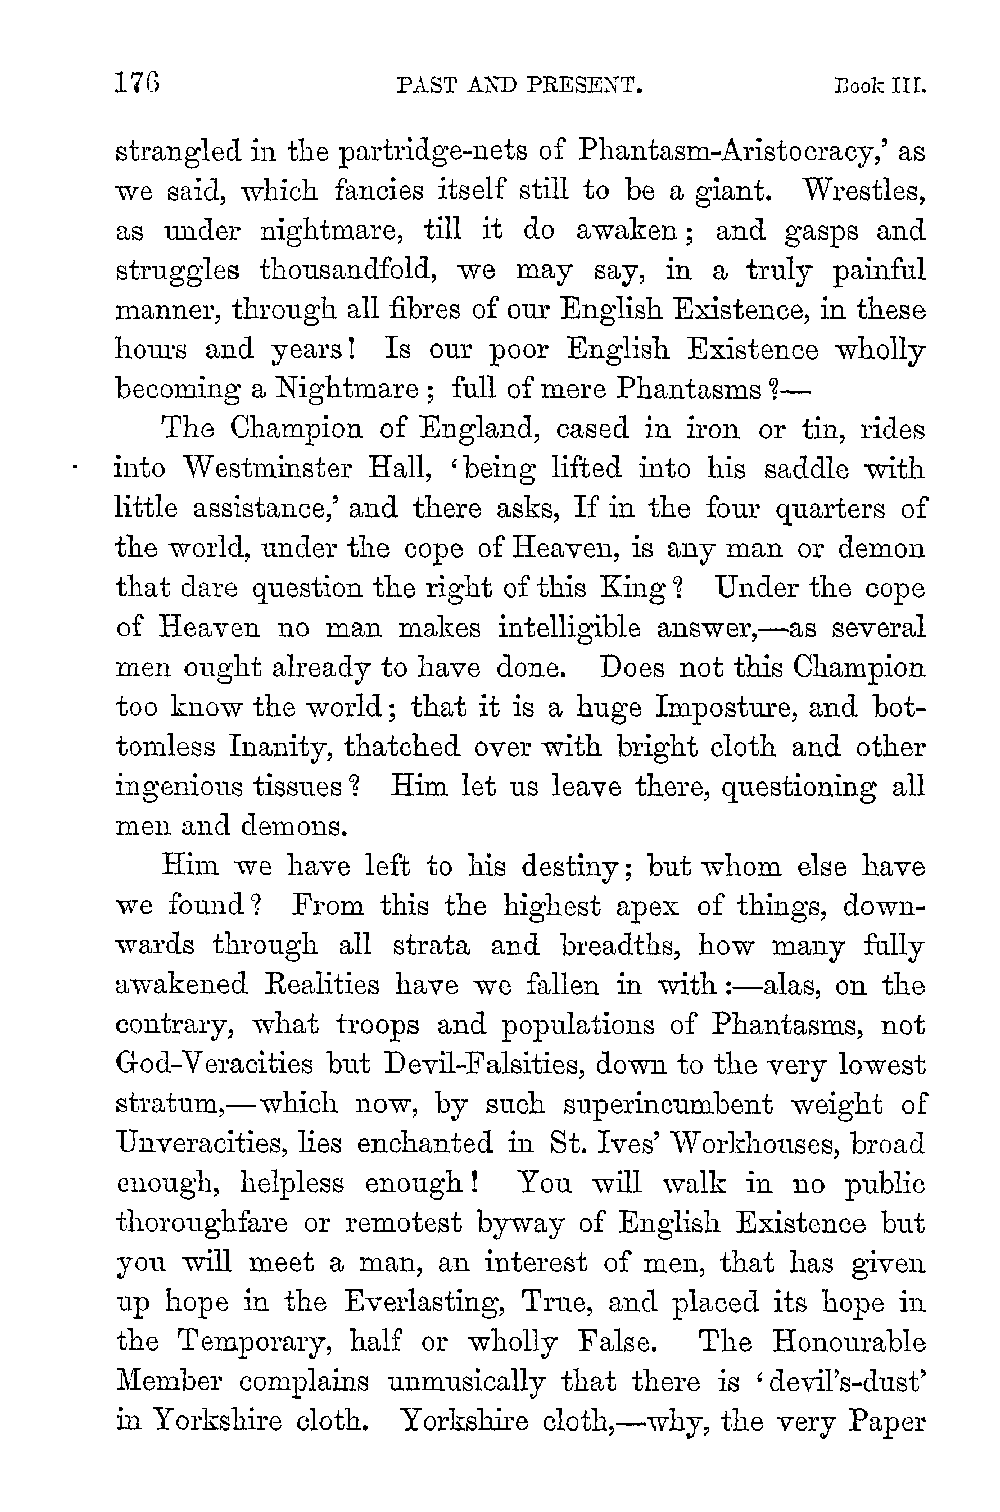 176 PAST AND PRESENT. Book III.
strangled in the partridge-nets of Phantasm-Aristocracy,’ as
we said, which fancies itself still to be a giant. Wrestles,
as under nightmare, till it do awaken; and gasps and
struggles thousandfold, we may say, in a truly painful
manner, through all fibres of our English Existence, in these
hours and years! Is our poor English Existence wholly
becoming a Nightmare; full of mere Phantasms?—
The Champion of England, cased in iron or tin, rides
into Westminster Hall, ‘being lifted into his saddle with
little assistance,’ and there asks, If in the four quarters of
the world, under the cope of Heaven, is any man or demon
that dare question the right of this King? Under the cope
of Heaven no man makes intelligible answer,—as several
men ought already to have done. Does not this Champion
too know the world; that it is a huge Imposture, and bot-
tomless Inanity, thatched over with bright cloth and other
ingenious tissues? Him let us leave there, questioning all
men and demons.
Him we have left to his destiny; but whom else have
we found? From this the highest apex of things, down-
wards through all strata and breadths, how many fully
awakened Realities have we fallen in with:—alas, on the
contrary, what troops and populations of Phantasms, not
God-Veracities but Devil-Falsities, down to the very lowest
stratum,—which now, by such superincumbent weight of
Unveracities, lies enchanted in St. Ives’ Workhouses, broad
enough, helpless enough! You will walk in no public
thoroughfare or remotest byway of English Existence but
you will meet a man, an interest of men, that has given
up hope in the Everlasting, True, and placed its hope in
the Temporary, half or wholly False. The Honourable
Member complains unmusically that there is ‘devil’s-dust’
in Yorkshire cloth. Yorkshire cloth,—why, the very Paper